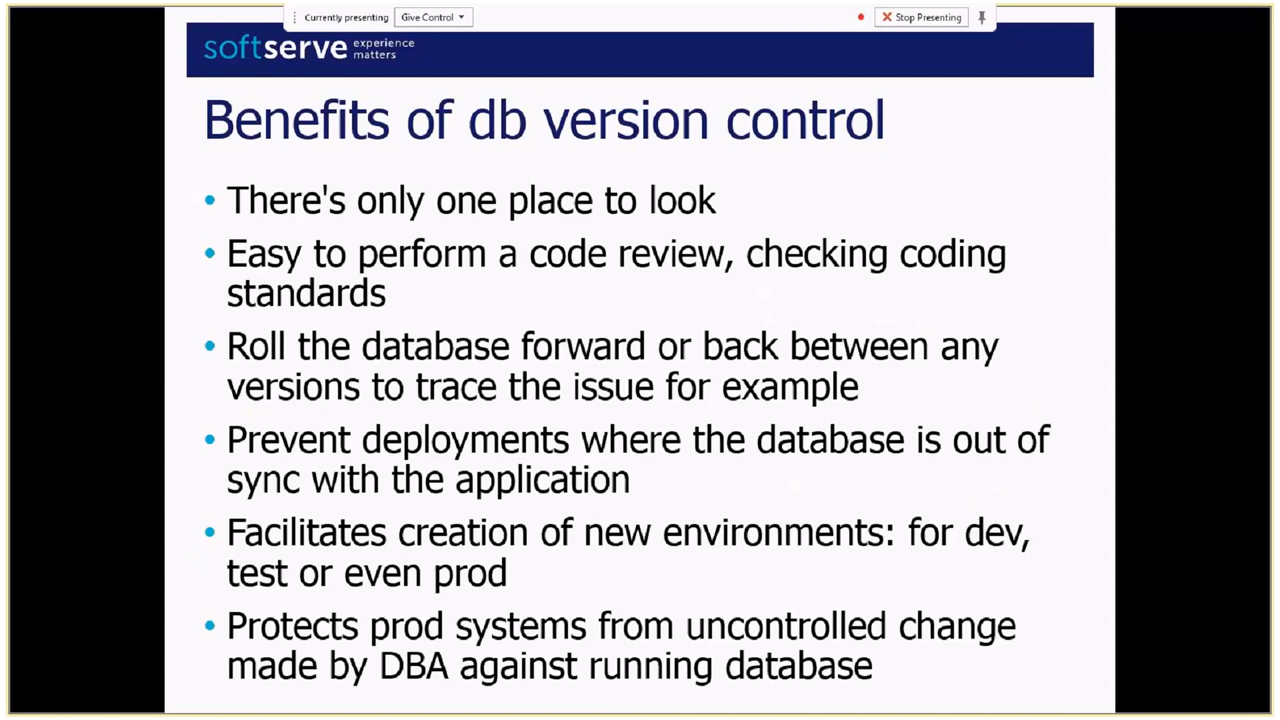 Currently presenting Give Control
Stop Presenting
softserve experience
matters
Benefits of db version control
• There's only one place to look
• Easy to perform a code review, checking coding
standards
• Roll the database forward or back between any
versions to trace the issue for example
• Prevent deployments where the database is out of
sync with the application
• Facilitates creation of new environments: for dev,
test or even prod
• Protects prod systems from uncontrolled change
made by DBA against running database